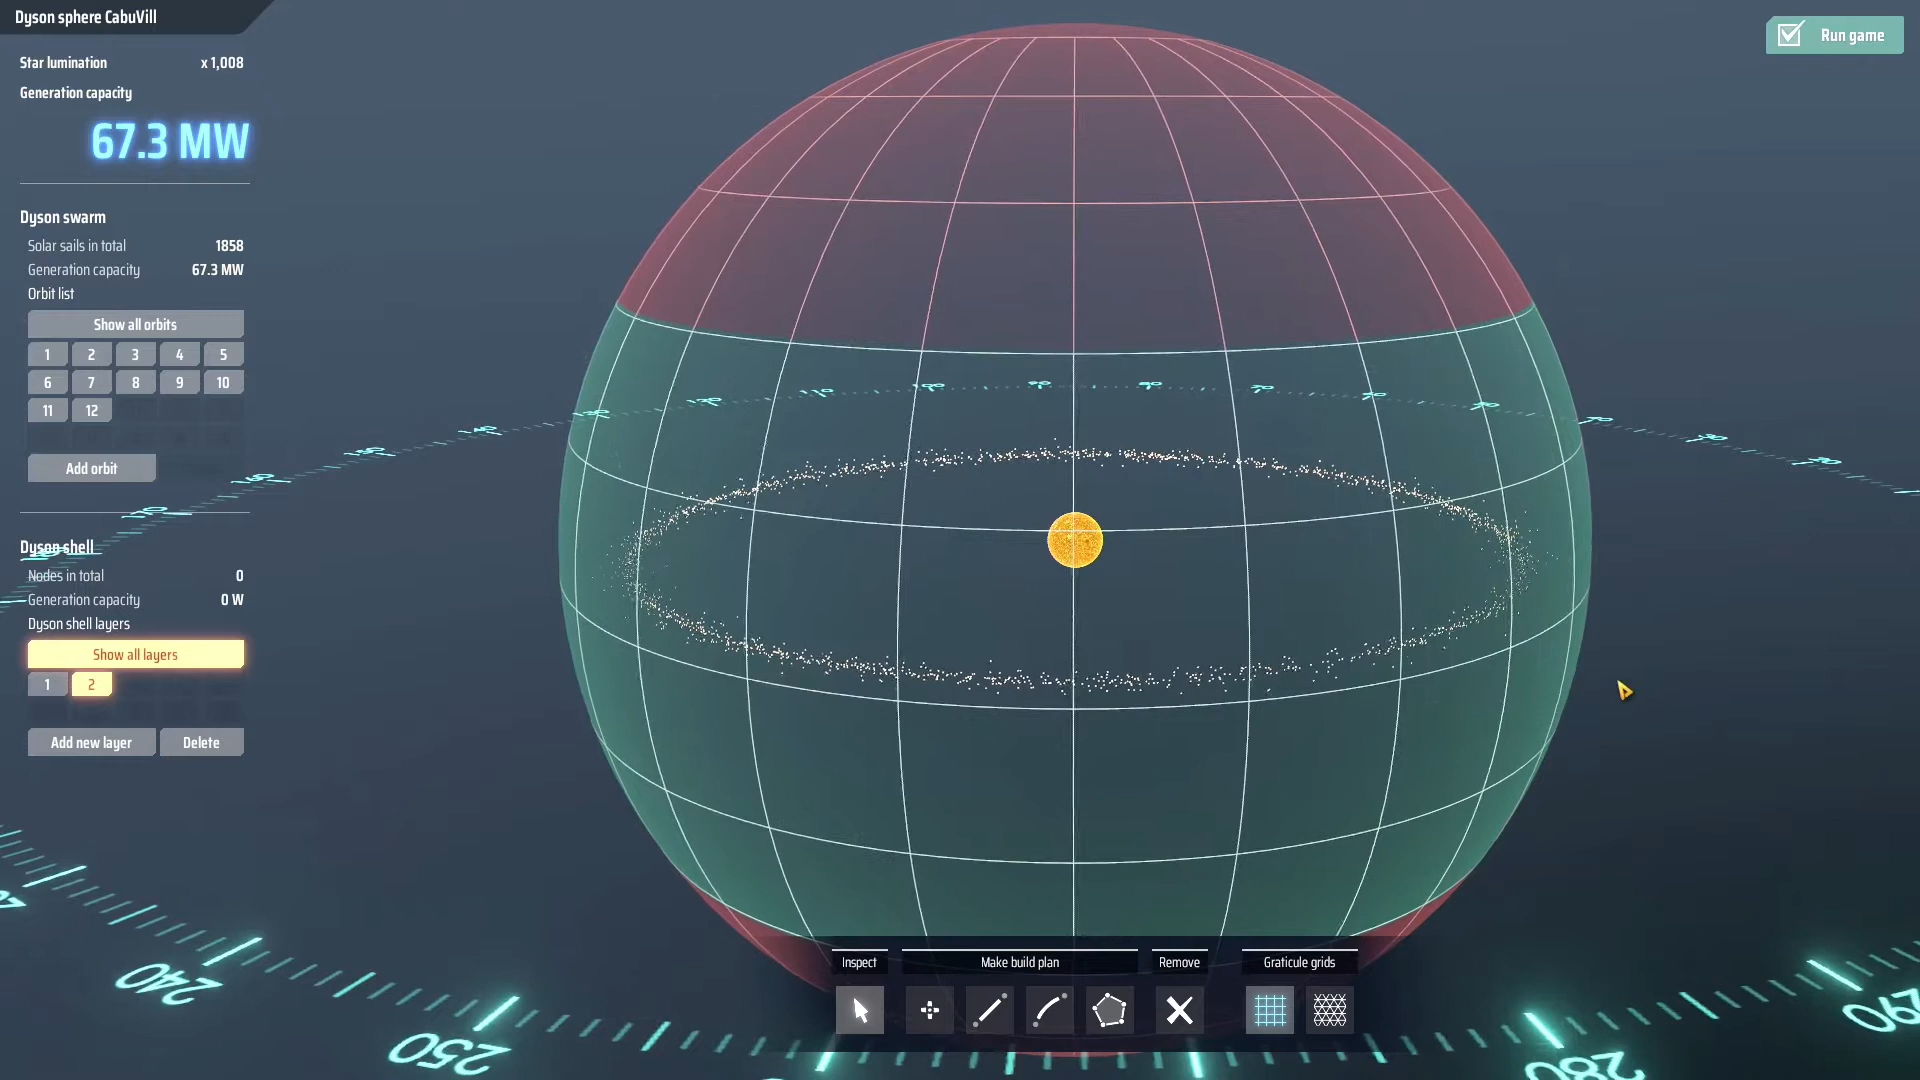 Dyson sphere CabuVill
Run game
Star lumination x 1,008
Generation capacity
67.3 MW
Dyson swarm
Solar sails in total 1858
Generation capacity 67.3 MW
Orbit list
Show all orbits
1 2 3 4 5
6 7 8 9 10
11 12
Add orbit
Dyson shell
Nodes in total 0
Generation capacity 0 W
Dyson shell layers
Show all layers
1 2
Add new layer Delete
Inspect Make build plan Remove Graticule grids
240
250
280